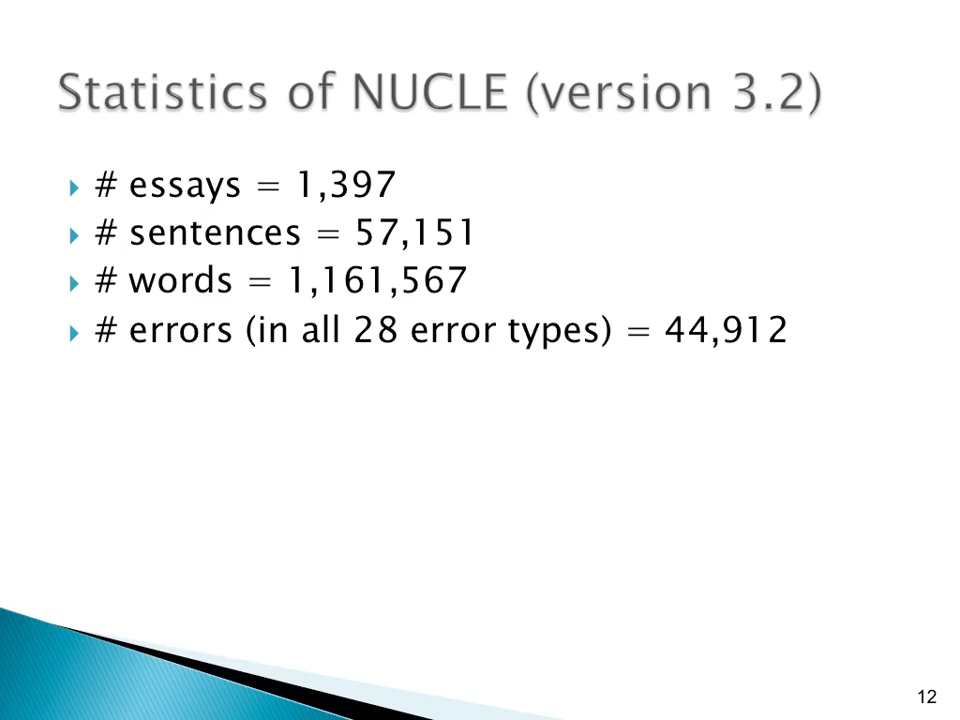 Statistics of NUCLE (version 3.2)
# essays = 1,397
# sentences = 57,151
# words = 1,161,567
# errors (in all 28 error types) = 44,912
12